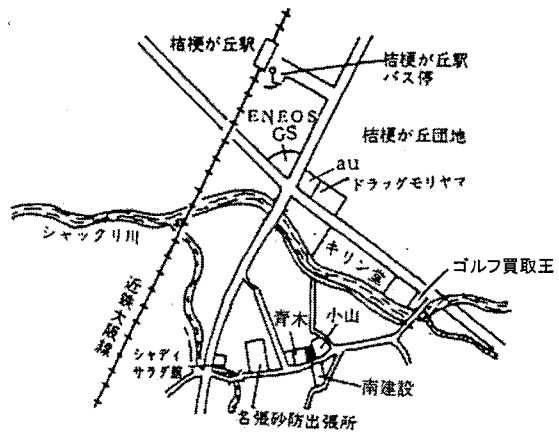 桔梗が丘駅
桔梗が丘駅
バス停
ENEOS
GS
桔梗が丘団地
au
ドラッグモリヤマ
シャックリ川
キリン堂
ゴルフ買取王
近鉄大阪線
青木
小山
シャディ
サラダ館
南建設
名張砂防出張所